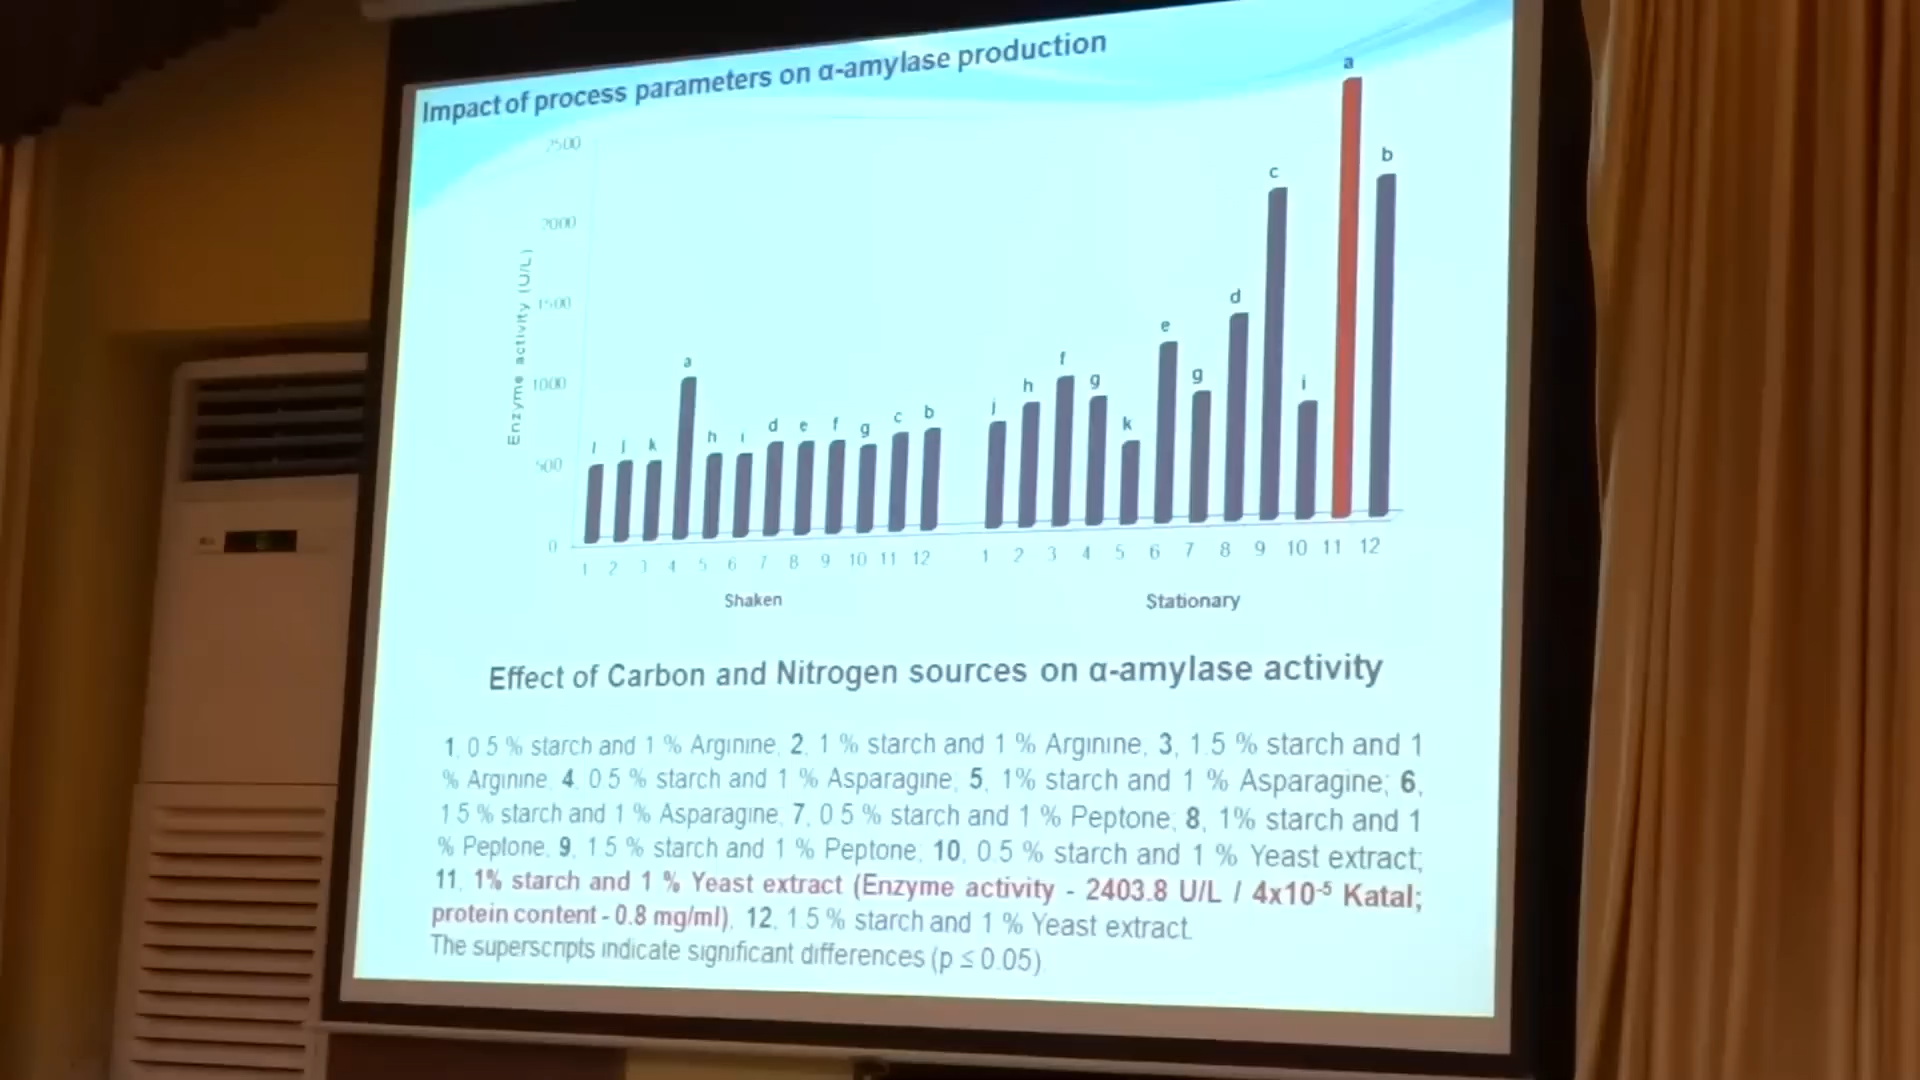 Impact of process parameters on α-amylase production
2500
2000
1500
1000
500
0
Enzyme activity (U/L)
l j k a h i d e f g c b
j h f g k e g d c i a b
1 2 3 4 5 6 7 8 9 10 11 12
1 2 3 4 5 6 7 8 9 10 11 12
Shaken
Stationary
Effect of Carbon and Nitrogen sources on α-amylase activity
1, 0.5 % starch and 1 % Arginine, 2, 1 % starch and 1 % Arginine, 3, 1.5 % starch and 1
% Arginine, 4, 0.5 % starch and 1 % Asparagine; 5, 1% starch and 1 % Asparagine; 6,
1.5 % starch and 1 % Asparagine, 7, 0.5 % starch and 1 % Peptone, 8, 1% starch and 1
% Peptone, 9, 1.5 % starch and 1 % Peptone; 10, 0.5 % starch and 1 % Yeast extract;
11, 1% starch and 1 % Yeast extract (Enzyme activity - 2403.8 U/L / 4x10⁻⁵ Katal;
protein content - 0.8 mg/ml), 12, 1.5 % starch and 1 % Yeast extract.
The superscripts indicate significant differences (p ≤ 0.05)